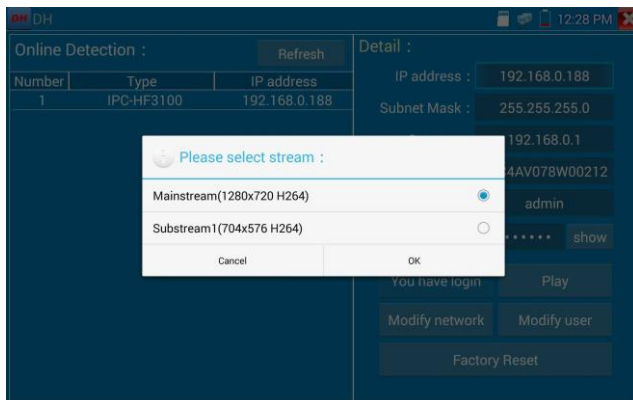 DH DH 12:28 PM
Online Detection :
Refresh
Number Type IP address
1 IPC-HF3100 192.168.0.188
Detail :
IP address : 192.168.0.188
Subnet Mask : 255.255.255.0
192.168.0.1
4AV078W00212
admin
show
You have login Play
Modify network Modify user
Factory Reset
Please select stream :
Mainstream(1280x720 H264)
Substream1(704x576 H264)
Cancel OK